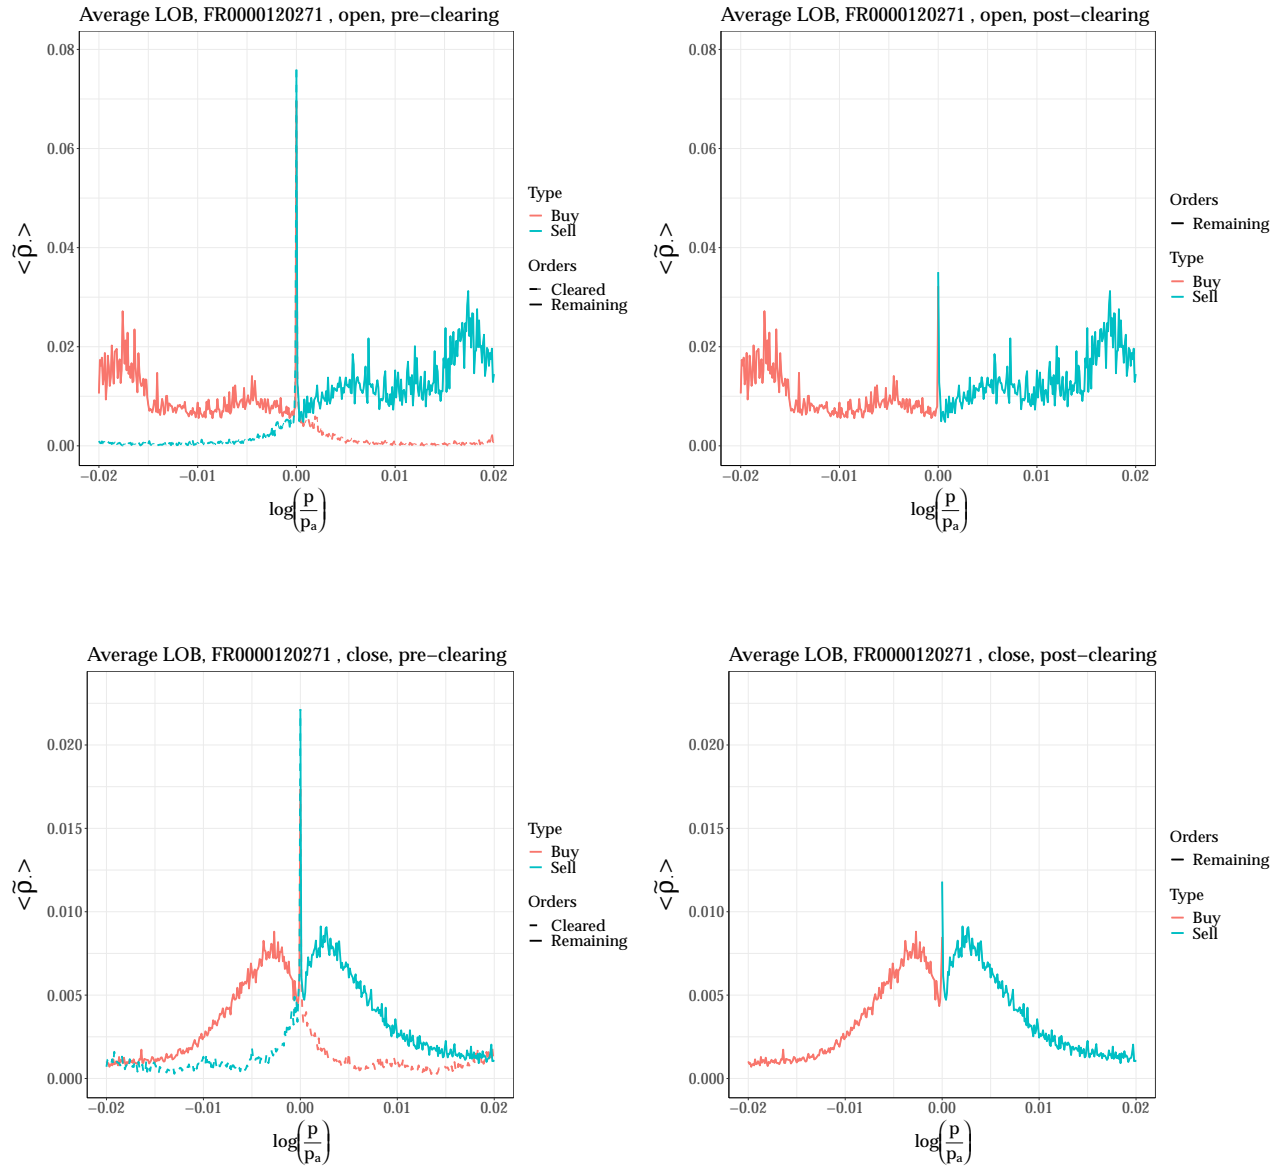 Average LOB, FR0000120271 , open, pre−clearing
0.08
0.06
0.04
0.02
0.00
−0.02 −0.01 0.00 0.01 0.02
<ρ̃.>
log(p/pₐ)
Type
Buy
Sell
Orders
Cleared
Remaining
Average LOB, FR0000120271 , open, post−clearing
0.08
0.06
0.04
0.02
0.00
−0.02 −0.01 0.00 0.01 0.02
<ρ̃.>
log(p/pₐ)
Orders
Remaining
Type
Buy
Sell
Average LOB, FR0000120271 , close, pre−clearing
0.020
0.015
0.010
0.005
0.000
−0.02 −0.01 0.00 0.01 0.02
<ρ̃.>
log(p/pₐ)
Type
Buy
Sell
Orders
Cleared
Remaining
Average LOB, FR0000120271 , close, post−clearing
0.020
0.015
0.010
0.005
0.000
−0.02 −0.01 0.00 0.01 0.02
<ρ̃.>
log(p/pₐ)
Orders
Remaining
Type
Buy
Sell